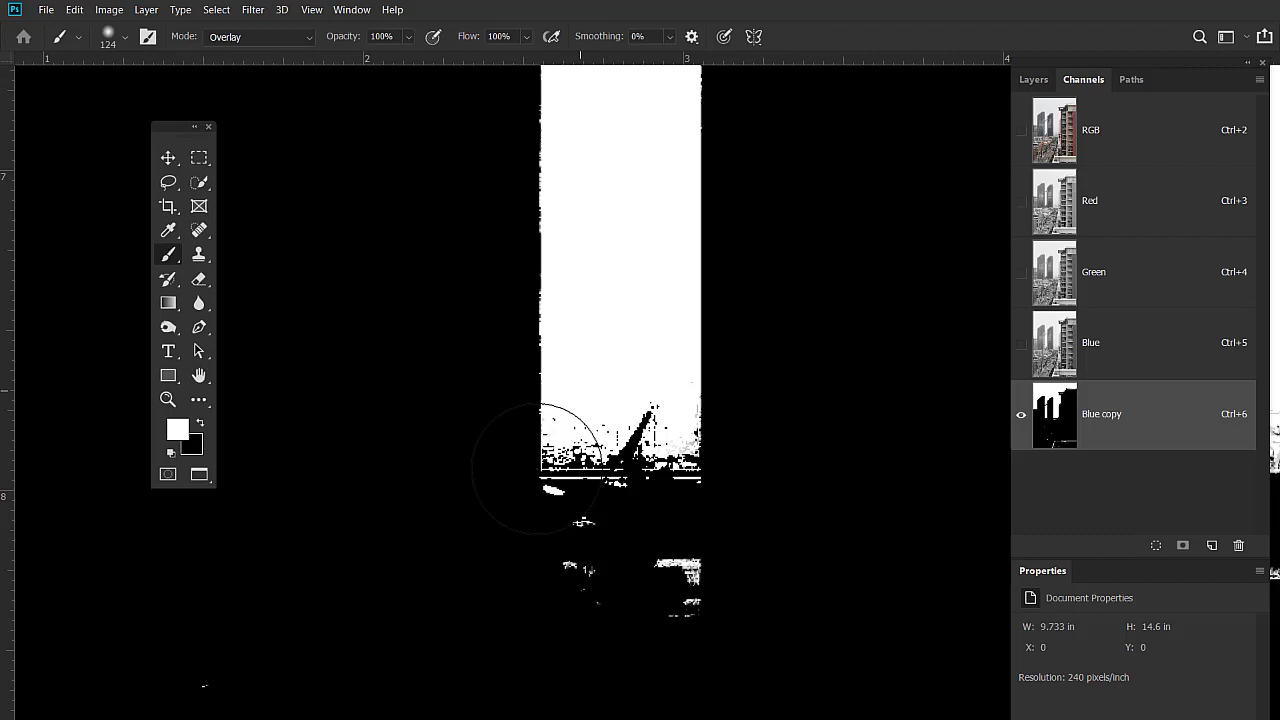 Ps File Edit Image Layer Type Select Filter 3D View Window Help
124 Mode: Overlay Opacity: 100% Flow: 100% Smoothing: 0%
1 2 3 4
7
8
Layers Channels Paths
RGB Ctrl+2
Red Ctrl+3
Green Ctrl+4
Blue Ctrl+5
Blue copy Ctrl+6
Properties
Document Properties
W: 9.733 in H: 14.6 in
X: 0 Y: 0
Resolution: 240 pixels/inch